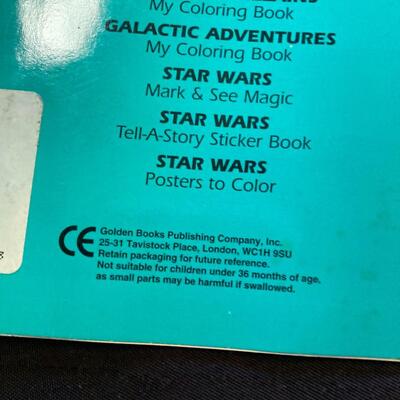 My Coloring Book
GALACTIC ADVENTURES
My Coloring Book
STAR WARS
Mark & See Magic
STAR WARS
Tell-A-Story Sticker Book
STAR WARS
Posters to Color
CE
Golden Books Publishing Company, Inc.
25-31 Tavistock Place, London, WC1H 9SU
Retain packaging for future reference.
Not suitable for children under 36 months of age,
as small parts may be harmful if swallowed.